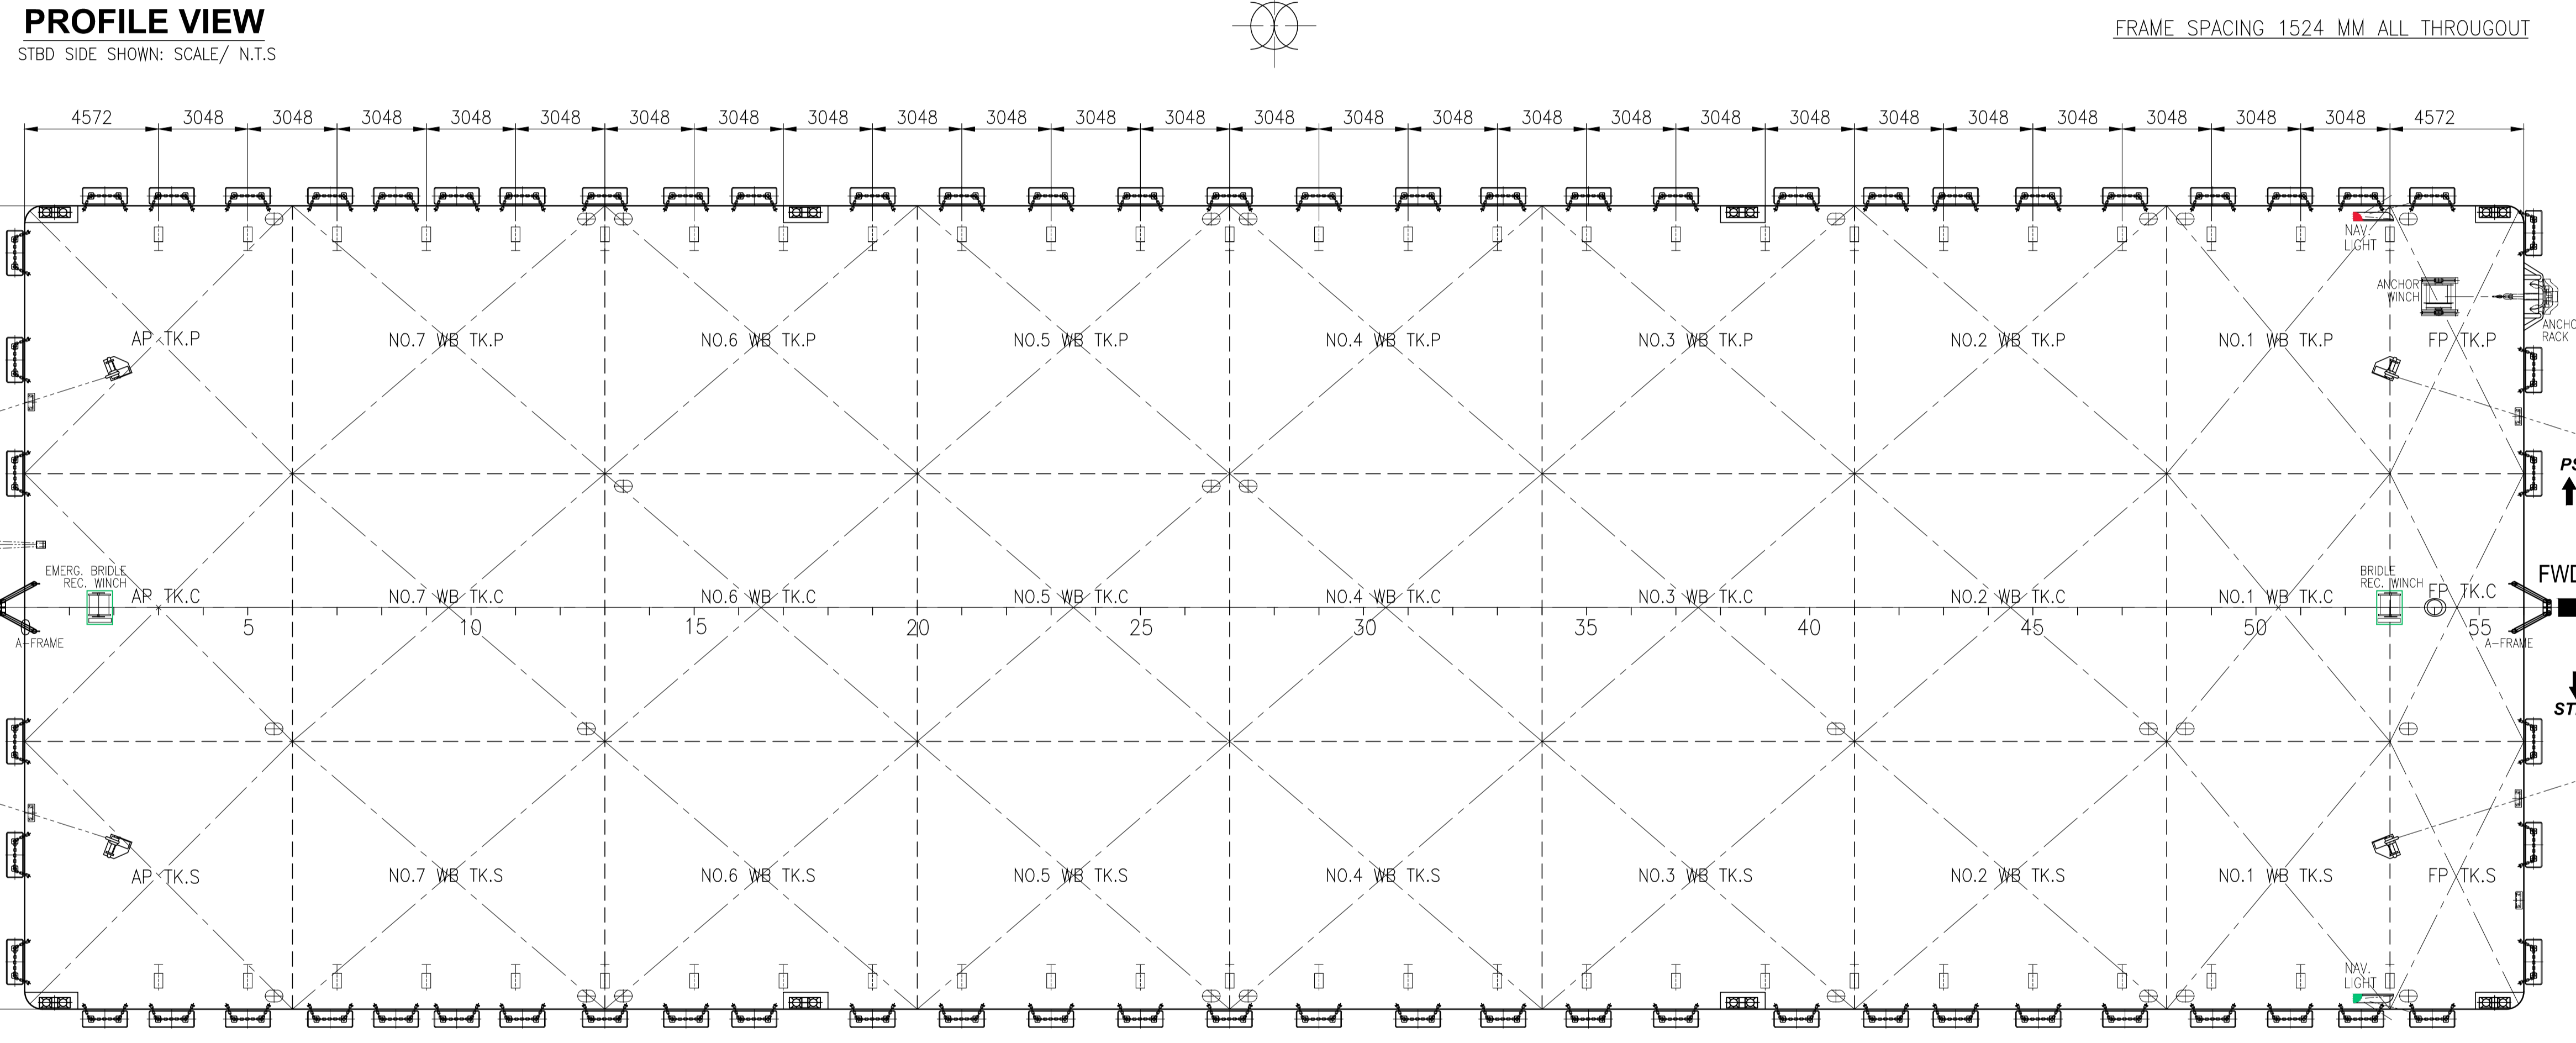 PROFILE VIEW
STBD SIDE SHOWN: SCALE/ N.T.S
FRAME SPACING 1524 MM ALL THROUGOUT
4572 3048 3048 3048 3048 3048 3048 3048 3048 3048 3048 3048 3048 3048 3048 3048 3048 3048 3048 3048 3048 3048 3048 3048 3048 3048 4572
NAV.
LIGHT
ANCHOR
WINCH
ANCHO
RACK
AP TK.P NO.7 WB TK.P NO.6 WB TK.P NO.5 WB TK.P NO.4 WB TK.P NO.3 WB TK.P NO.2 WB TK.P NO.1 WB TK.P FP TK.P
PS
EMERG. BRIDLE
REC. WINCH
BRIDLE
REC. WINCH
FWD
AP TK.C NO.7 WB TK.C NO.6 WB TK.C NO.5 WB TK.C NO.4 WB TK.C NO.3 WB TK.C NO.2 WB TK.C NO.1 WB TK.C FP TK.C
0 5 10 15 20 25 30 35 40 45 50 55
A-FRAME A-FRAME
ST
AP TK.S NO.7 WB TK.S NO.6 WB TK.S NO.5 WB TK.S NO.4 WB TK.S NO.3 WB TK.S NO.2 WB TK.S NO.1 WB TK.S FP TK.S
NAV.
LIGHT